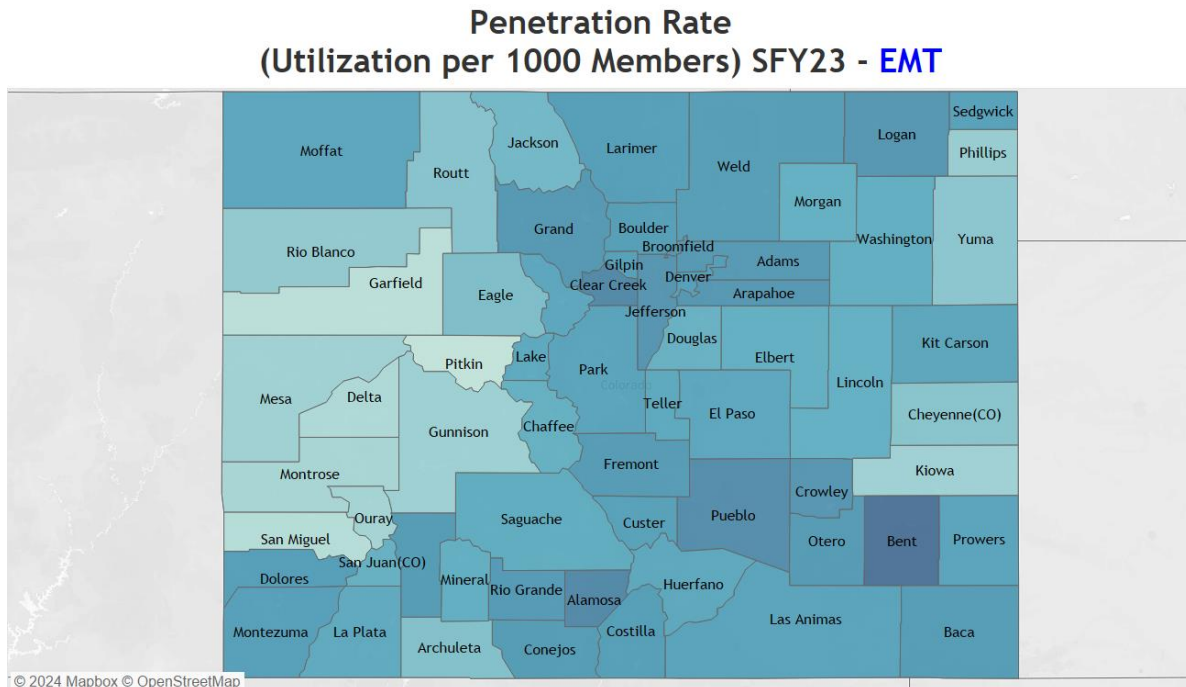 Penetration Rate
(Utilization per 1000 Members) SFY23 - EMT
Sedgwick
Logan
Moffat
Jackson
Larimer
Phillips
Weld
Routt
Morgan
Grand
Boulder
Washington
Yuma
Broomfield
Rio Blanco
Gilpin
Adams
Garfield
Clear Creek
Denver
Eagle
Arapahoe
Jefferson
Douglas
Kit Carson
Pitkin
Lake
Park
Elbert
Colorado
Lincoln
Mesa
Delta
Teller
El Paso
Cheyenne(CO)
Gunnison
Chaffee
Fremont
Kiowa
Montrose
Crowley
Ouray
Saguache
Custer
Pueblo
San Miguel
Otero
Bent
Prowers
San Juan(CO)
Dolores
Mineral
Rio Grande
Alamosa
Huerfano
Montezuma
La Plata
Costilla
Las Animas
Baca
Archuleta
Conejos
© 2024 Mapbox © OpenStreetMap